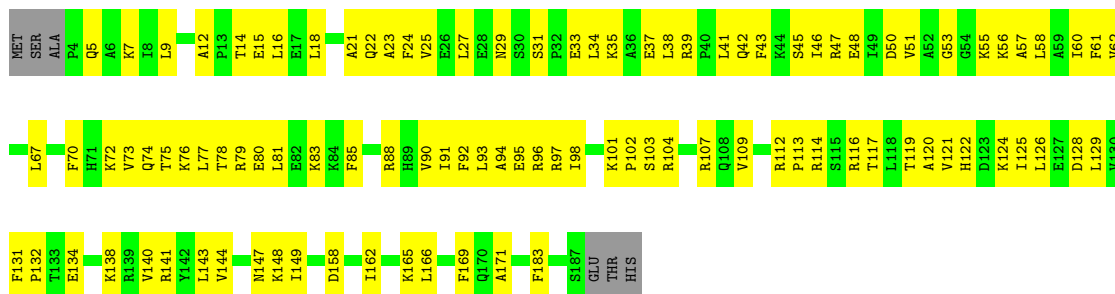 MET SER ALA P4 Q5 A6 K7 I8 L9 A12 P13 T14 E15 L16 E17 L18 A21 Q22 A23 F24 V25 E26 L27 E28 N29 S30 S31 P32 E33 L34 K35 A36 E37 L38 R39 P40 L41 Q42 F43 K44 S45 I46 R47 E48 I49 D50 V51 A52 G53 G54 K55 K56 A57 L58 A59 I60 F61
L67 F70 H71 K72 V73 Q74 T75 K76 L77 T78 R79 E80 L81 E82 K83 K84 F85 R88 H89 V90 I91 F92 L93 A94 E95 R96 R97 I98 K101 P102 S103 R104 R107 Q108 V109 R112 P113 R114 S115 R116 T117 L118 T119 A120 V121 H122 D123 K124 I125 L126 E127 D128 L129 V130
F131 P132 T133 E134 K138 R139 V140 R141 Y142 L143 V144 N147 K148 I149 D158 I162 K165 L166 F169 Q170 A171 F183 S187 GLU THR HIS